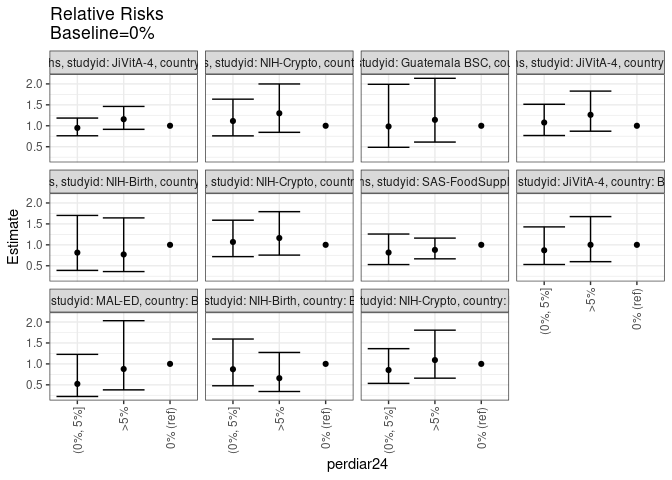 Relative Risks
Baseline=0%
hs, studyid: JiVitA-4, country
s, studyid: NIH-Crypto, count
studyid: Guatemala BSC, cou
ns, studyid: JiVitA-4, country
2.0
1.5
1.0
0.5
s, studyid: NIH-Birth, country
, studyid: NIH-Crypto, countr
hs, studyid: SAS-FoodSuppl
studyid: JiVitA-4, country: B
2.0
1.5
1.0
0.5
Estimate
studyid: MAL-ED, country: B
studyid: NIH-Birth, country: B
tudyid: NIH-Crypto, country:
2.0
1.5
1.0
0.5
(0%, 5%]
>5%
0% (ref)
(0%, 5%]
>5%
0% (ref)
(0%, 5%]
>5%
0% (ref)
(0%, 5%]
>5%
0% (ref)
perdiar24